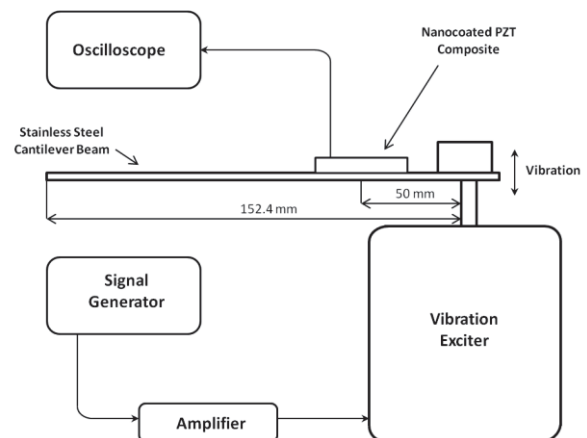 Nanocoated PZT
Composite
Oscilloscope
Stainless Steel
Cantilever Beam
Vibration
50 mm
152.4 mm
Signal
Generator
Vibration
Exciter
Amplifier